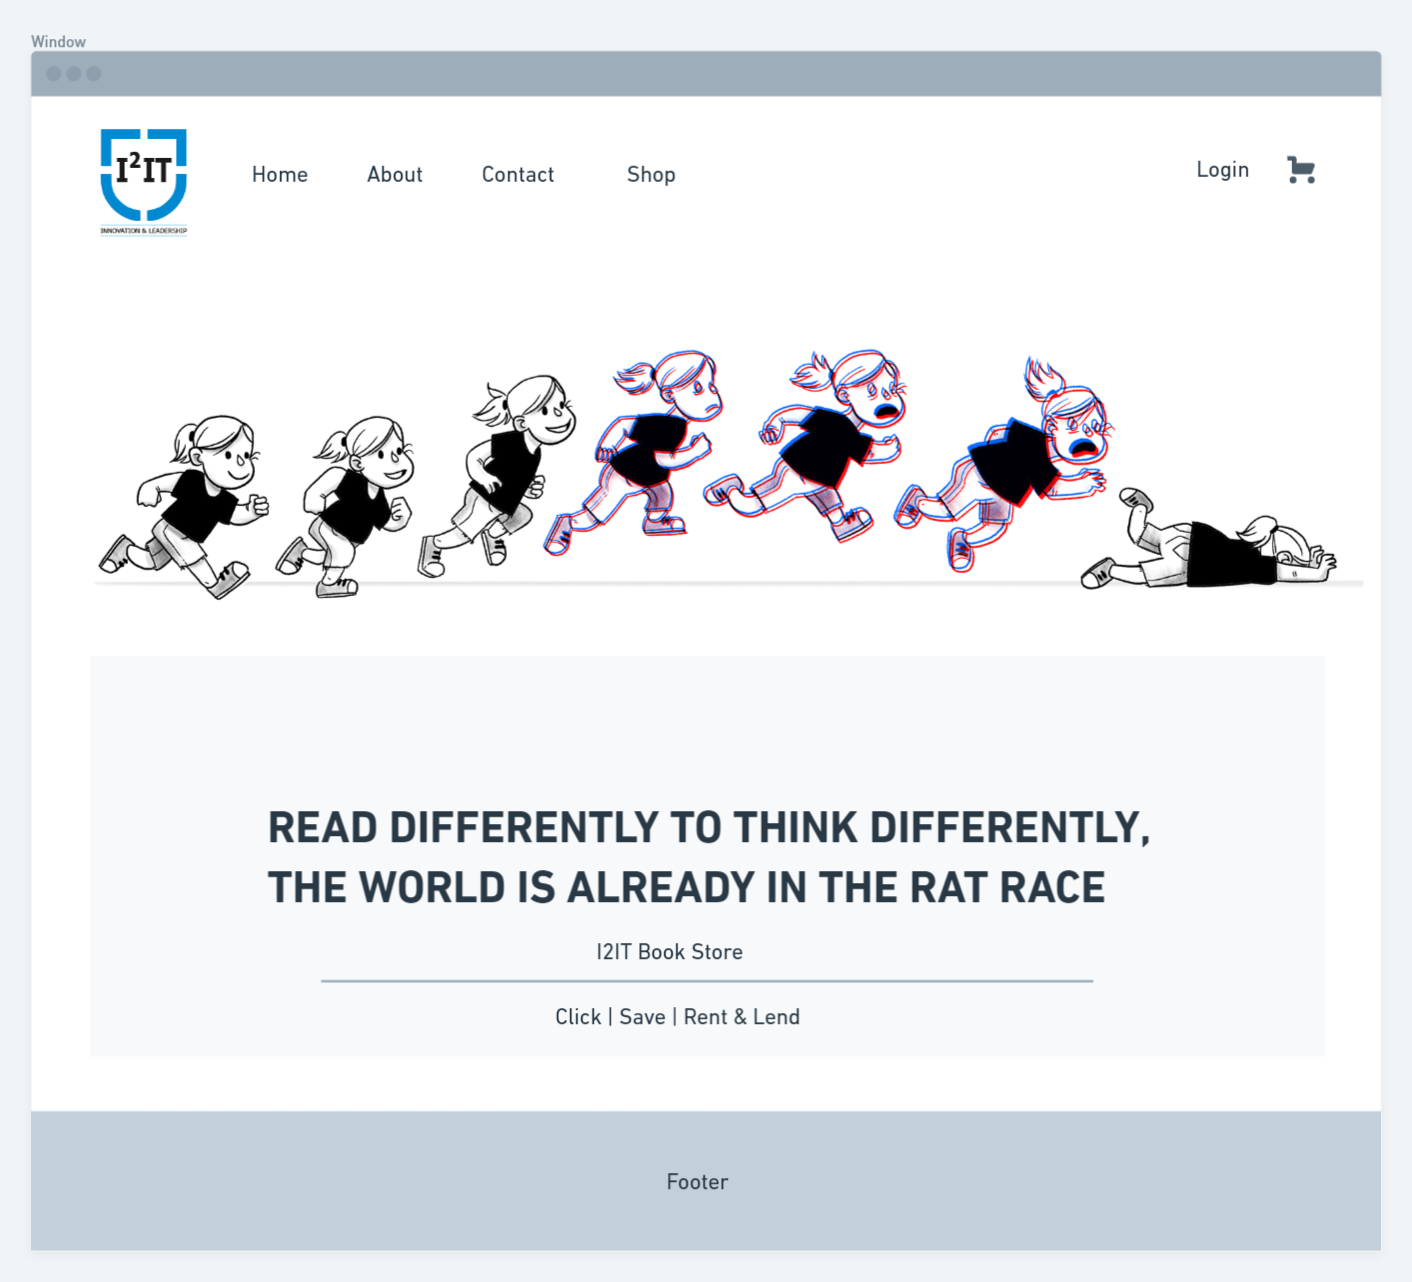 Window
I²IT
INNOVATION & LEADERSHIP
Home About Contact Shop
Login
READ DIFFERENTLY TO THINK DIFFERENTLY,
THE WORLD IS ALREADY IN THE RAT RACE
I2IT Book Store
Click | Save | Rent & Lend
Footer